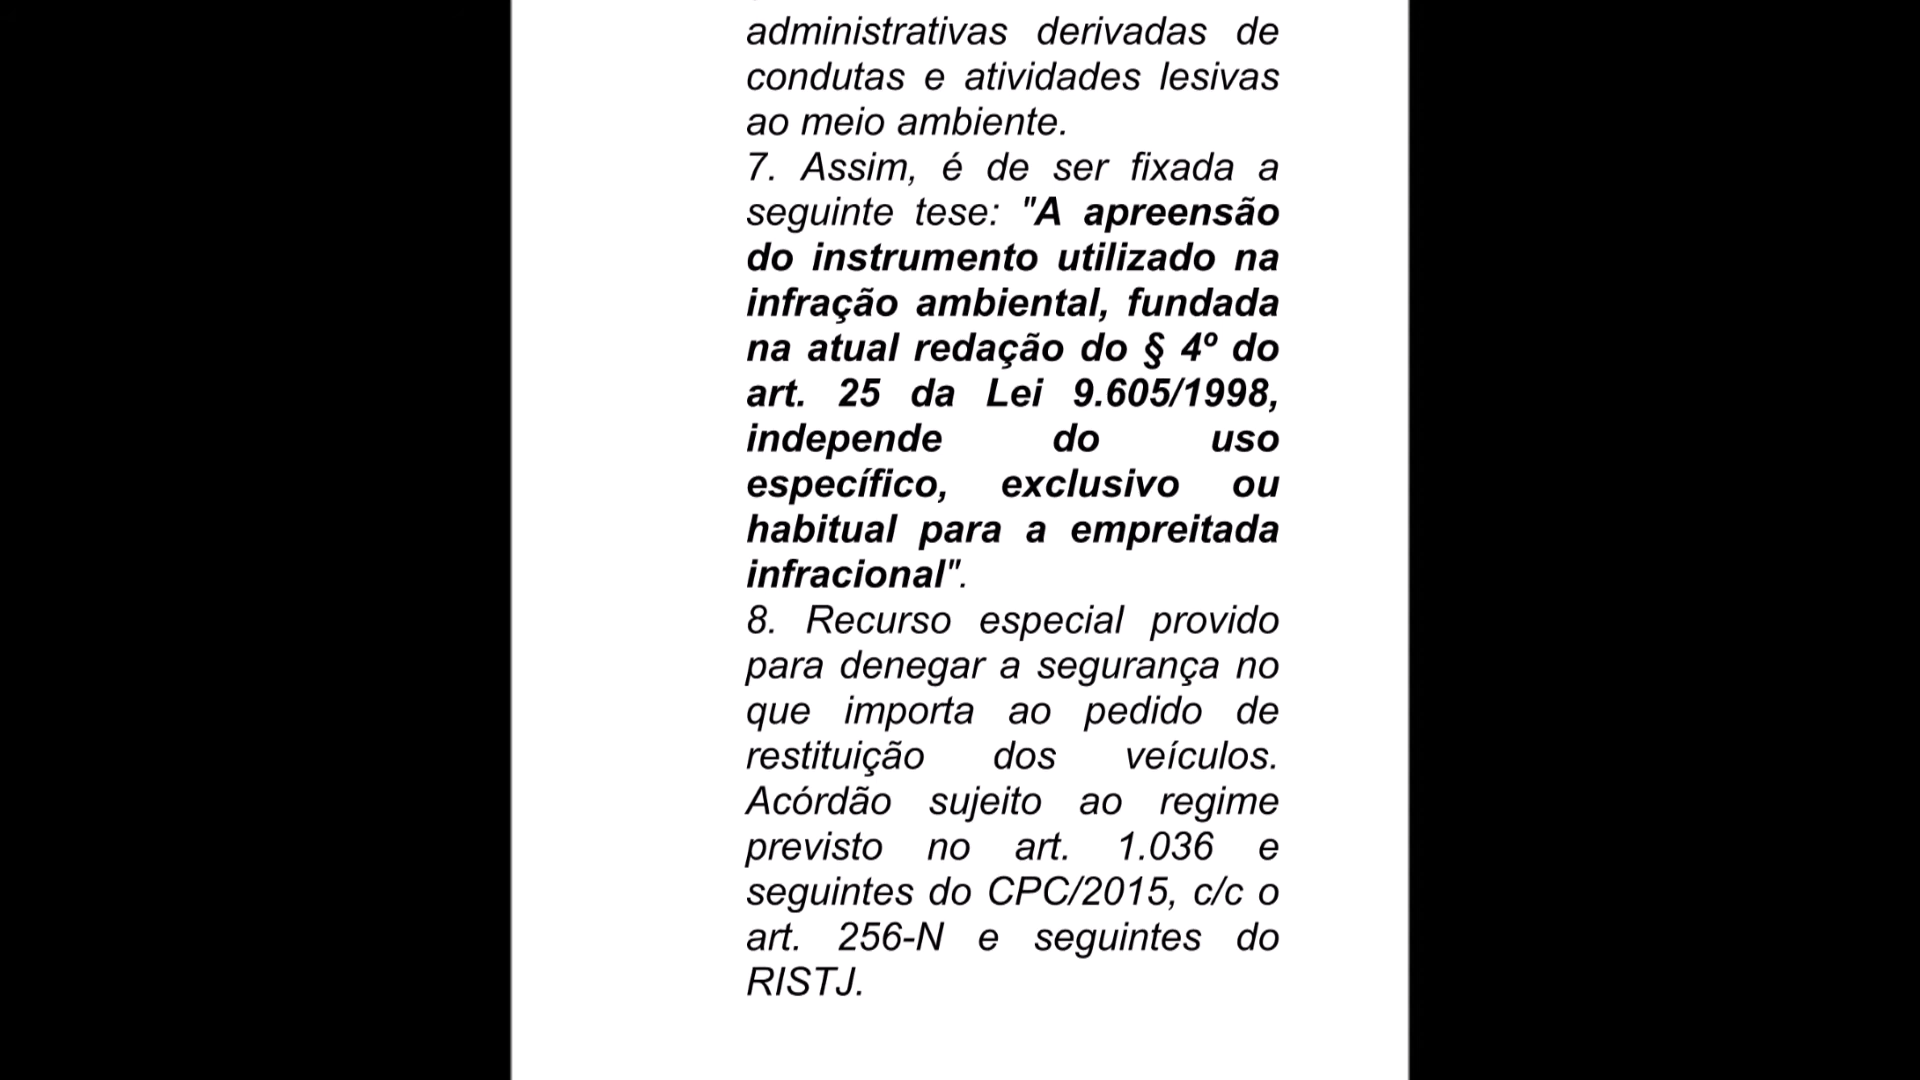 administrativas derivadas de
condutas e atividades lesivas
ao meio ambiente.
7. Assim, é de ser fixada a
seguinte tese: "A apreensão
do instrumento utilizado na
infração ambiental, fundada
na atual redação do § 4º do
art. 25 da Lei 9.605/1998,
independe do uso
específico, exclusivo ou
habitual para a empreitada
infracional".
8. Recurso especial provido
para denegar a segurança no
que importa ao pedido de
restituição dos veículos.
Acórdão sujeito ao regime
previsto no art. 1.036 e
seguintes do CPC/2015, c/c o
art. 256-N e seguintes do
RISTJ.